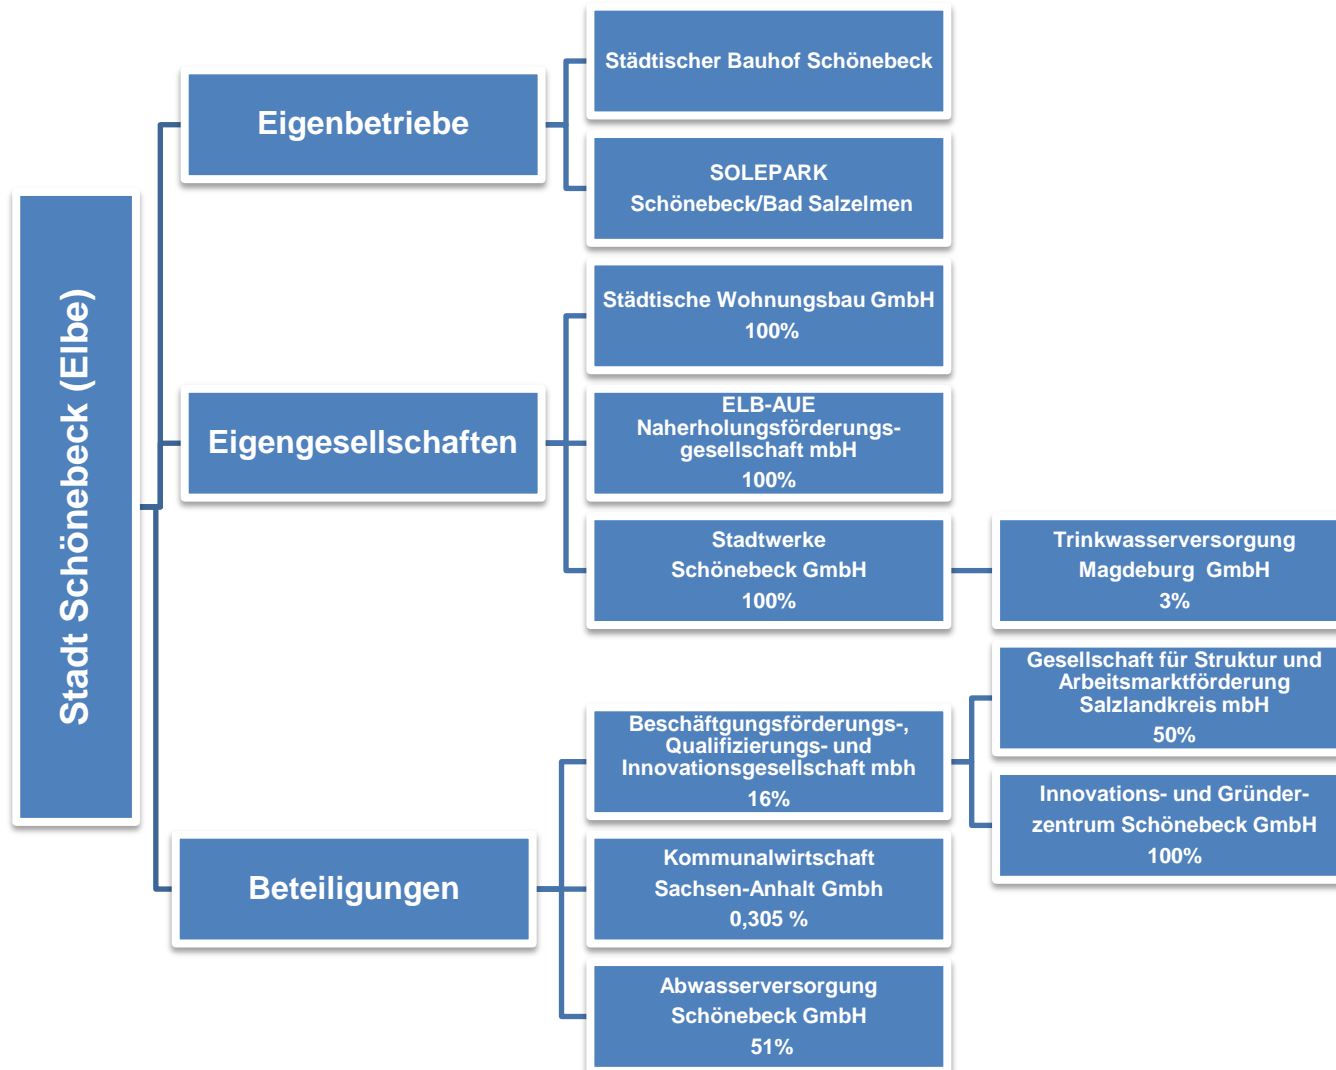 Stadt Schönebeck (Elbe)
Eigenbetriebe
Städtischer Bauhof Schönebeck
SOLEPARK
Schönebeck/Bad Salzelmen
Eigengesellschaften
Städtische Wohnungsbau GmbH
100%
ELB-AUE
Naherholungsförderungs-
gesellschaft mbH
100%
Stadtwerke
Schönebeck GmbH
100%
Trinkwasserversorgung
Magdeburg GmbH
3%
Beteiligungen
Beschäftgungsförderungs-,
Qualifizierungs- und
Innovationsgesellschaft mbh
16%
Gesellschaft für Struktur und
Arbeitsmarktförderung
Salzlandkreis mbH
50%
Innovations- und Gründer-
zentrum Schönebeck GmbH
100%
Kommunalwirtschaft
Sachsen-Anhalt Gmbh
0,305 %
Abwasserversorgung
Schönebeck GmbH
51%